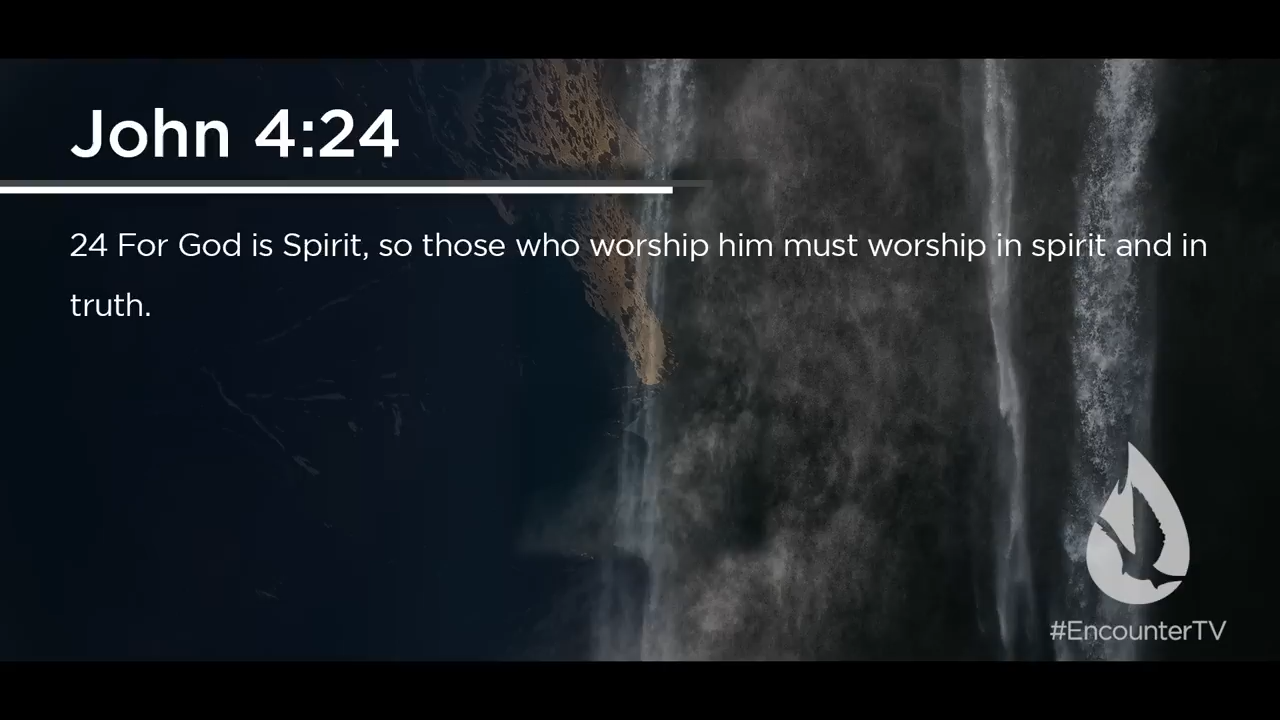 John 4:24
24 For God is Spirit, so those who worship him must worship in spirit and in
truth.
#EncounterTV